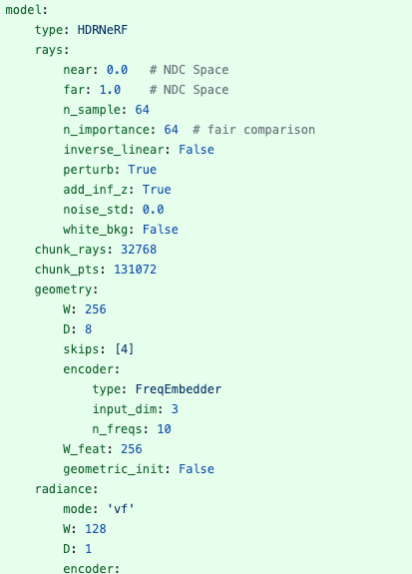 model:
    type: HDRNeRF
    rays:
        near: 0.0   # NDC Space
        far: 1.0    # NDC Space
        n_sample: 64
        n_importance: 64  # fair comparison
        inverse_linear: False
        perturb: True
        add_inf_z: True
        noise_std: 0.0
        white_bkg: False
    chunk_rays: 32768
    chunk_pts: 131072
    geometry:
        W: 256
        D: 8
        skips: [4]
        encoder:
            type: FreqEmbedder
            input_dim: 3
            n_freqs: 10
        W_feat: 256
        geometric_init: False
    radiance:
        mode: 'vf'
        W: 128
        D: 1
        encoder: